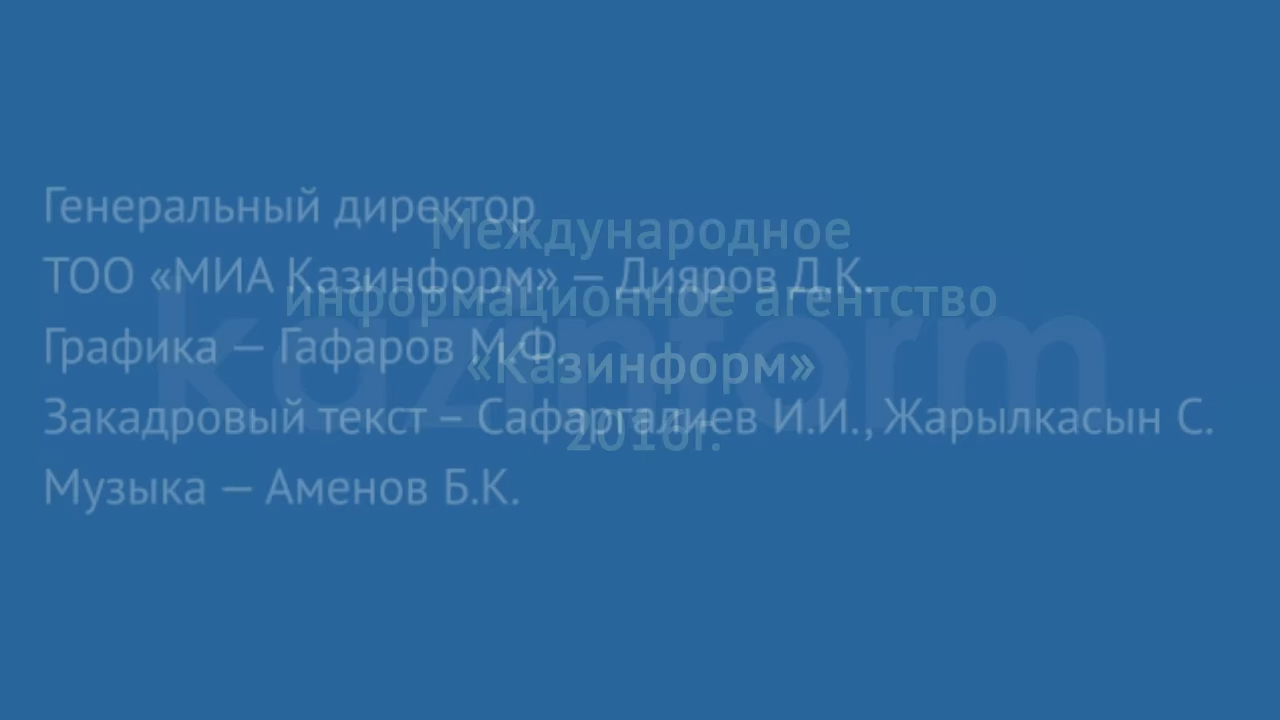 Генеральный директор
ТОО «МИА Казинформ» — Дияров Д.К.
Графика — Гафаров М.Ф.
Закадровый текст – Сафаргалиев И.И., Жарылкасын С.
Музыка — Аменов Б.К.
Международное
информационное агентство
«Казинформ»
2016г.
kazinform